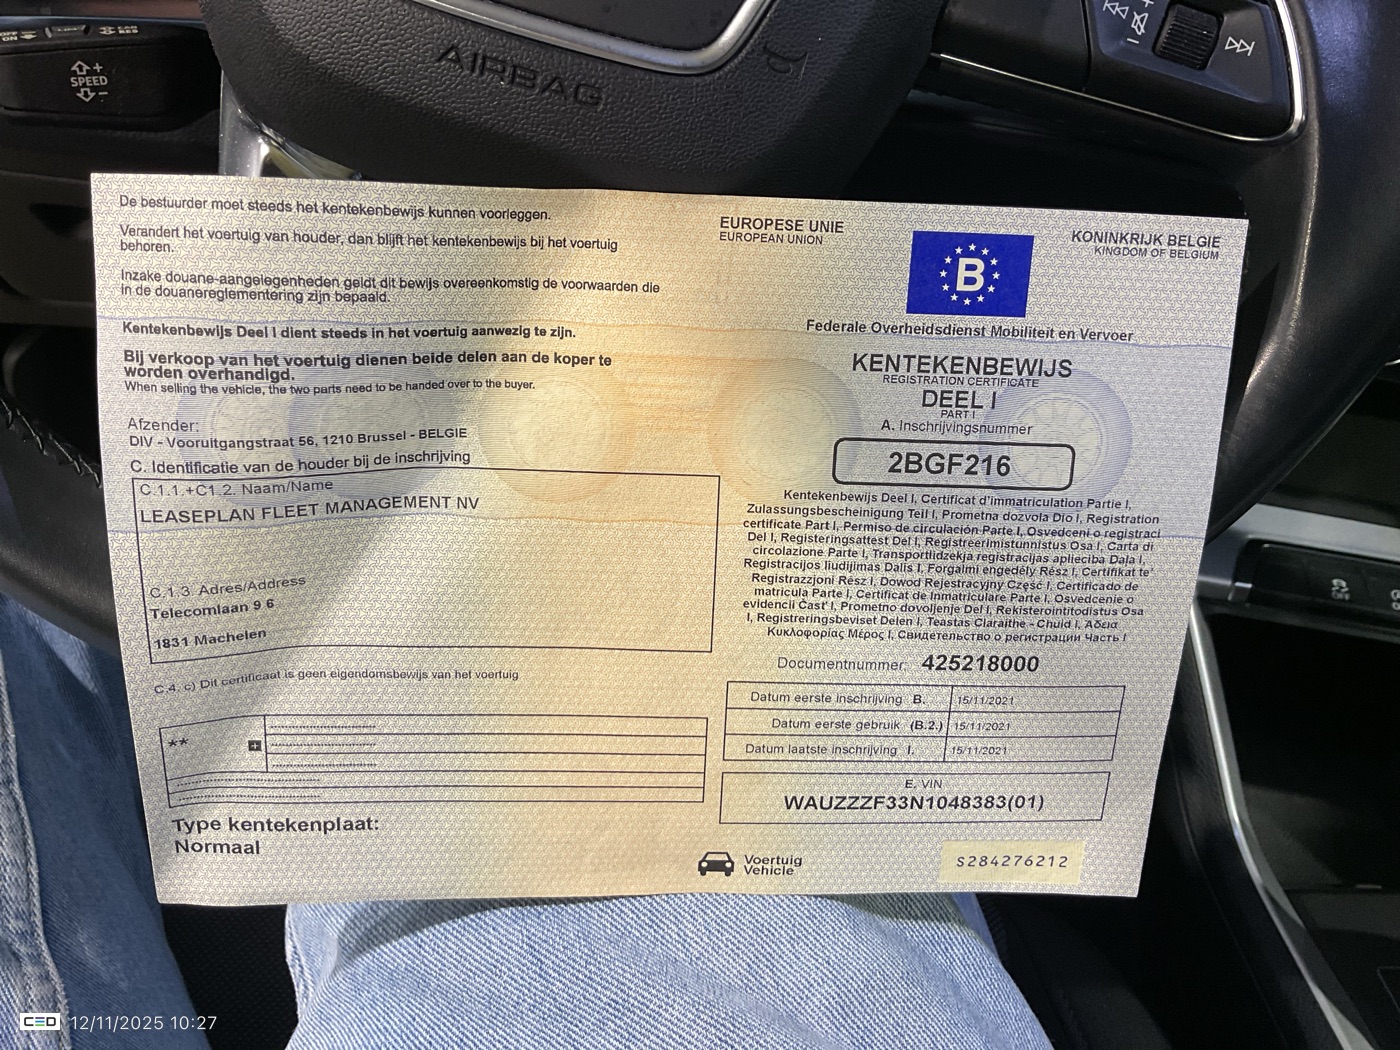 SPEED
AIRBAG
De bestuurder moet steeds het kentekenbewijs kunnen voorleggen.
Verandert het voertuig van houder, dan blijft het kentekenbewijs bij het voertuig
behoren.
Inzake douane-aangelegenheden geldt dit bewijs overeenkomstig de voorwaarden die
in de douanereglementering zijn bepaald.
Kentekenbewijs Deel I dient steeds in het voertuig aanwezig te zijn.
Bij verkoop van het voertuig dienen beide delen aan de koper te
worden overhandigd.
When selling the vehicle, the two parts need to be handed over to the buyer.
Afzender:
DIV - Vooruitgangstraat 56, 1210 Brussel - BELGIE
C. Identificatie van de houder bij de inschrijving
C.1.1.+C1.2. Naam/Name
LEASEPLAN FLEET MANAGEMENT NV
C.1.3. Adres/Address
Telecomlaan 9 6
1831 Machelen
C.4. c) Dit certificaat is geen eigendomsbewijs van het voertuig
**
Type kentekenplaat:
Normaal
EUROPESE UNIE
EUROPEAN UNION
B
KONINKRIJK BELGIE
KINGDOM OF BELGIUM
Federale Overheidsdienst Mobiliteit en Vervoer
KENTEKENBEWIJS
REGISTRATION CERTIFICATE
DEEL I
PART I
A. Inschrijvingsnummer
2BGF216
Kentekenbewijs Deel I, Certificat d'immatriculation Partie I,
Zulassungsbescheinigung Teil I, Prometna dozvola Dio I, Registration
certificate Part I, Permiso de circulación Parte I, Osvedceni o registraci
Del I, Registeringsattest Del I, Registreerimistunnistus Osa I, Carta di
circolazione Parte I, Transportlidzekja registracijas aplieciba Daļa I,
Registracijos liudijimas Dalis I, Forgalmi engedély Rész I, Certifikat te'
Registrazzjoni Rész I, Dowod Rejestracyjny Część I, Certificado de
matricula Parte I, Certificat de Inmatriculare Parte I, Osvedcenie o
evidencii Cast' I, Prometno dovoljenje Del I, Rekisterointitodistus Osa
I, Registreringsbeviset Delen I, Teastas Claraithe - Chuid I, Αδεια
Κυκλοφορίας Μέρος I, Свидетельство о регистрации Часть I
Documentnummer: 425218000
Datum eerste inschrijving B. 15/11/2021
Datum eerste gebruik (B.2.) 15/11/2021
Datum laatste inschrijving I. 15/11/2021
E. VIN
WAUZZZF33N1048383(01)
Voertuig
Vehicle
S284276212
CED 12/11/2025 10:27